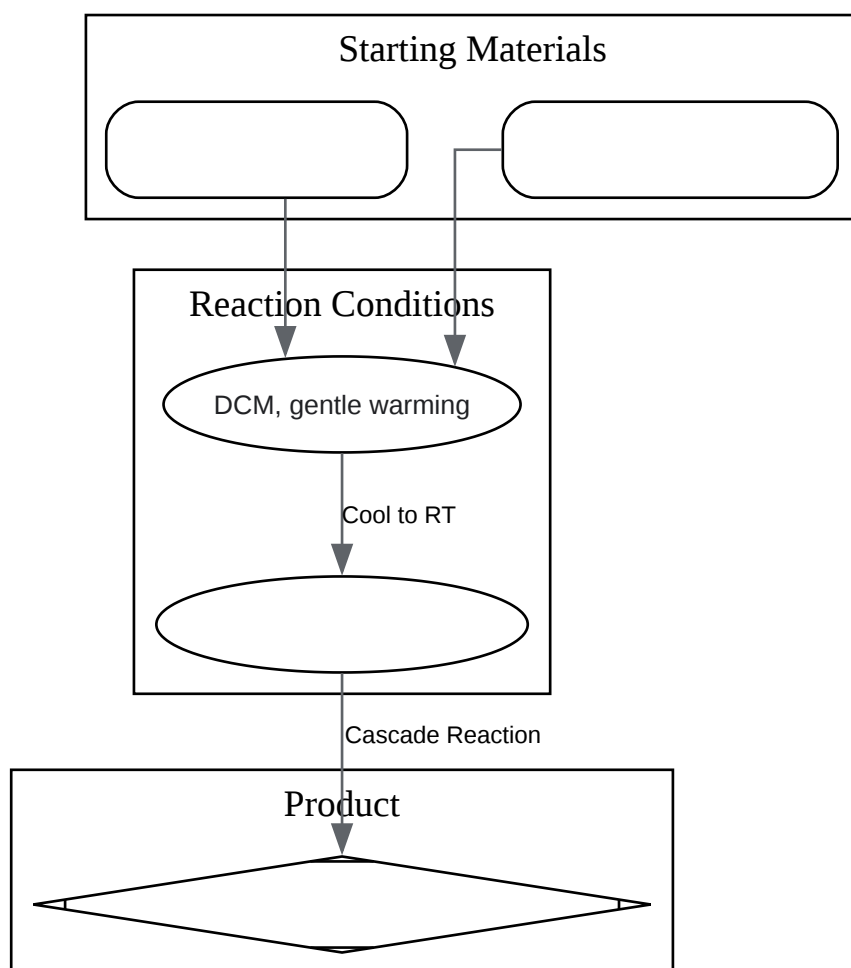 Starting Materials
Reaction Conditions
DCM, gentle warming
Cool to RT
Cascade Reaction
Product